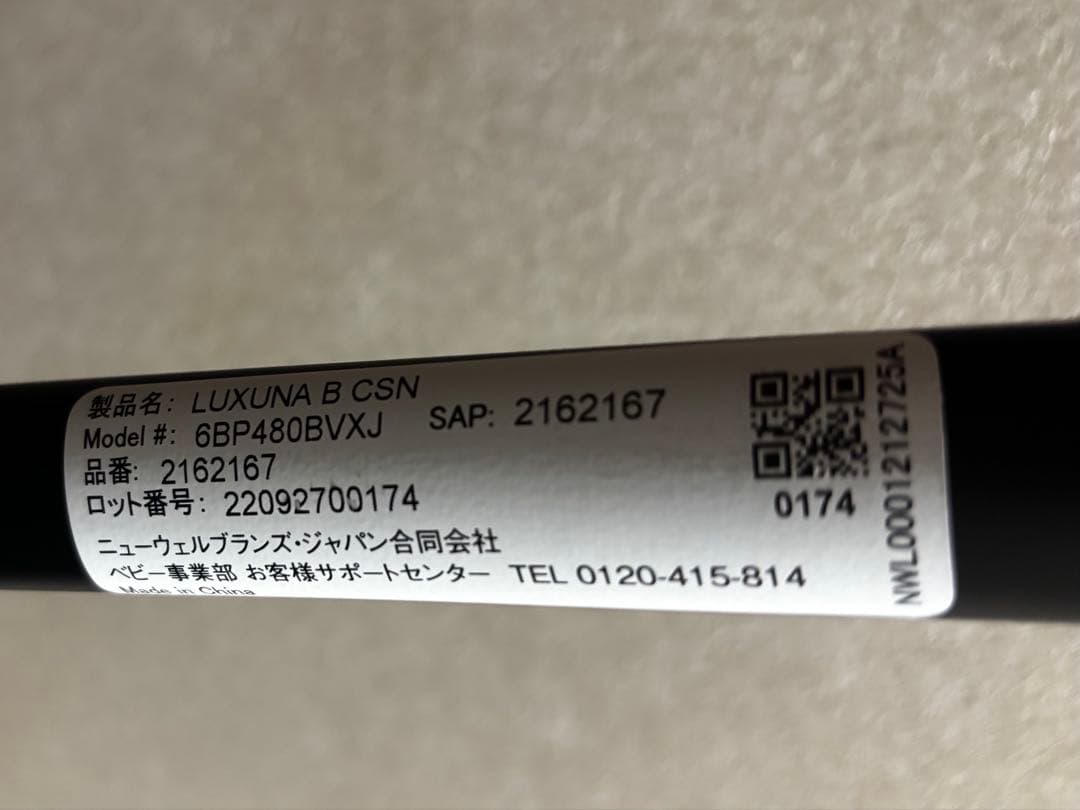 製品名: LUXUNA B CSN
Model #: 6BP480BVXJ SAP: 2162167
品番: 2162167
ロット番号: 22092700174
ニューウェルブランズ・ジャパン合同会社
ベビー事業部 お客様サポートセンター TEL 0120-415-814
Made in China
0174
NWL0001212725A